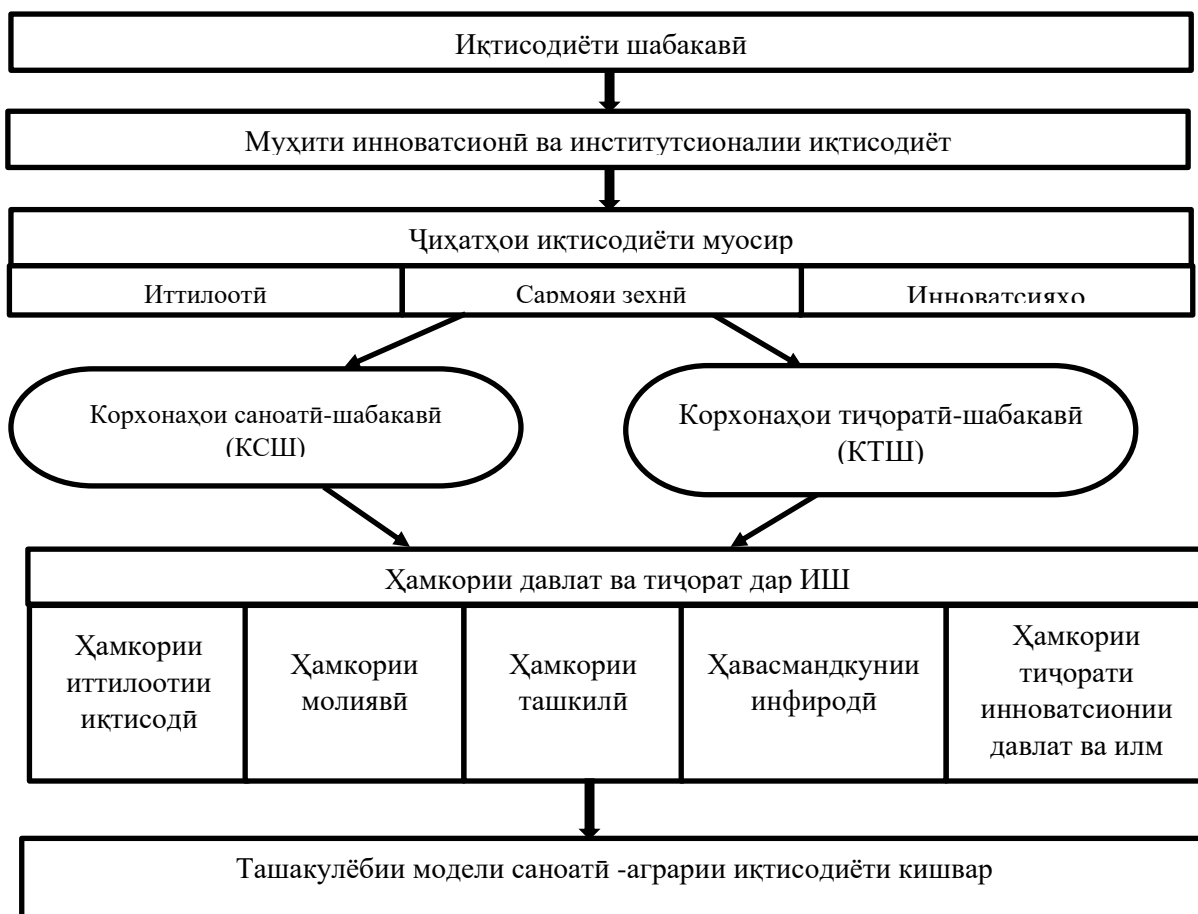 Иқтисодиёти шабакавӣ
Муҳити инноватсионӣ ва институтсионалии иқтисодиёт
Ҷиҳатҳои иқтисодиёти муосир
Иттилоотӣ
Сармояи зехнӣ
Инноватсияҳо
Корхонаҳои саноатӣ-шабакавӣ
(КСШ)
Корхонаҳои тиҷоратӣ-шабакавӣ
(КТШ)
Ҳамкории давлат ва тиҷорат дар ИШ
Ҳамкории
иттилоотии
иқтисодӣ
Ҳамкории
молиявӣ
Ҳамкории
ташкилӣ
Ҳавасмандкунии
инфиродӣ
Ҳамкории
тиҷорати
инноватсионии
давлат ва илм
Ташакулёбии модели саноатӣ -аграрии иқтисодиёти кишвар